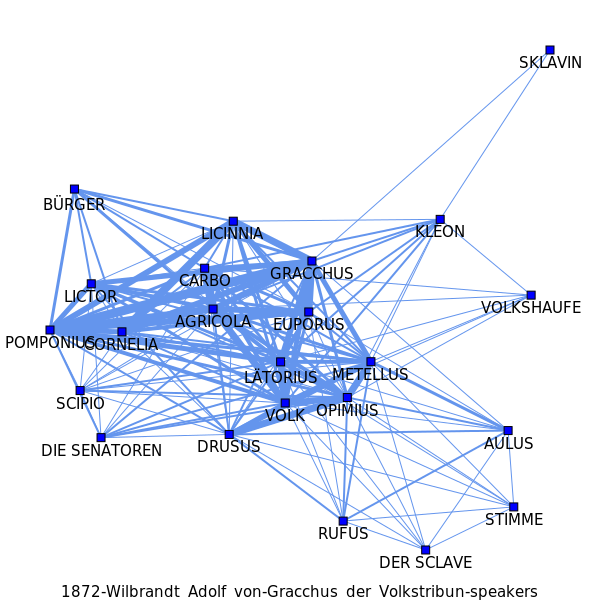 SKLAVIN
BÜRGER
LICINNIA
KLEON
GRACCHUS
CARBO
LICTOR
VOLKSHAUFE
AGRICOLA
EUPORUS
POMPONIUS
CORNELIA
LÄTORIUS
METELLUS
SCIPIO
VOLK
OPIMIUS
AULUS
DRUSUS
DIE SENATOREN
STIMME
RUFUS
DER SCLAVE
1872-Wilbrandt Adolf von-Gracchus der Volkstribun-speakers